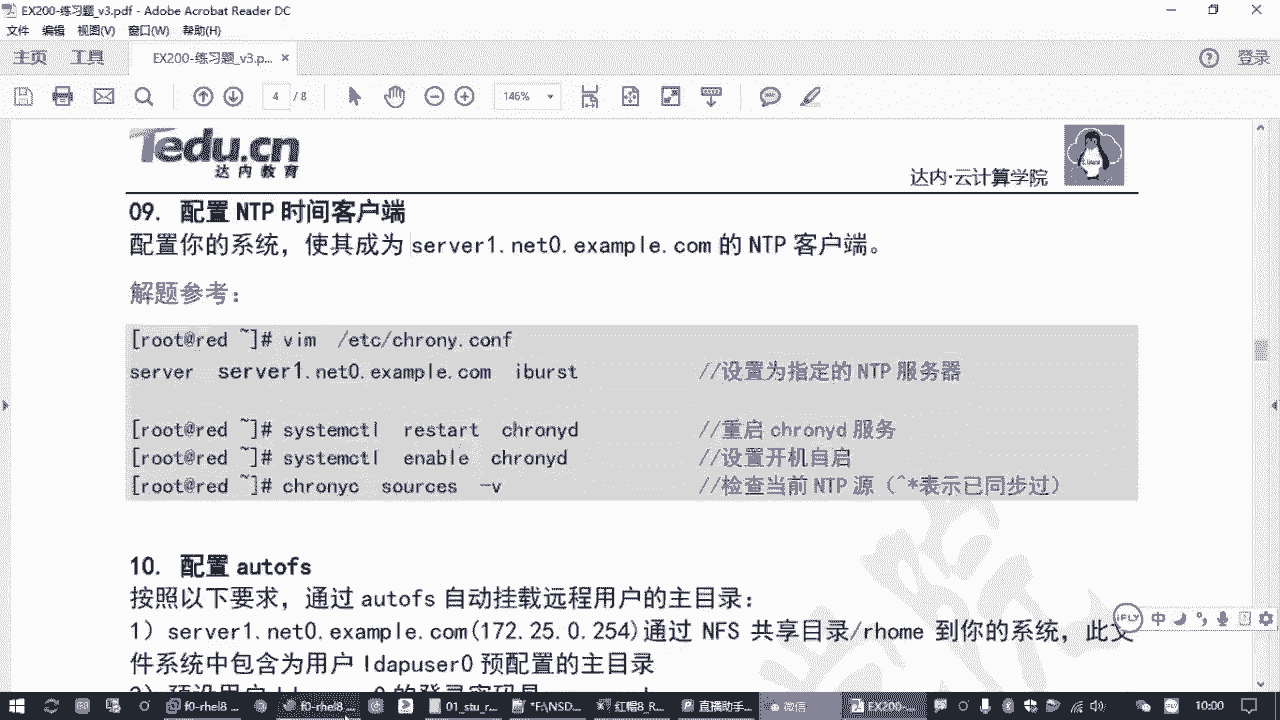 EX200-练习题_v3.pdf - Adobe Acrobat Reader DC
文件 编辑 视图(V) 窗口(W) 帮助(H)
主页 工具 EX200-练习题_v3.p... × 登录
4 / 8 146%
Tedu.cn
达内教育
达内·云计算学院
09. 配置 NTP 时间客户端
配置你的系统，使其成为 server1.net0.example.com 的 NTP 客户端。
解题参考：
[root@red ~]# vim /etc/chrony.conf
server server1.net0.example.com iburst //设置为指定的 NTP 服务器
[root@red ~]# systemctl restart chronyd //重启 chronyd 服务
[root@red ~]# systemctl enable chronyd //设置开机自启
[root@red ~]# chronyc sources -v //检查当前 NTP 源（^*表示已同步过）
10. 配置 autofs
按照以下要求，通过 autofs 自动挂载远程用户的主目录：
1）server1.net0.example.com(172.25.0.254)通过 NFS 共享目录/rhome 到你的系统，此文
件系统中包含为用户 ldapuser0 预配置的主目录
iFLY 中
f0-rhel8 ... f0-rhel8 ... 01_stu_r... *F:\NSD... 红帽8_R... 直播助手... 微信 EX200-... 10:00